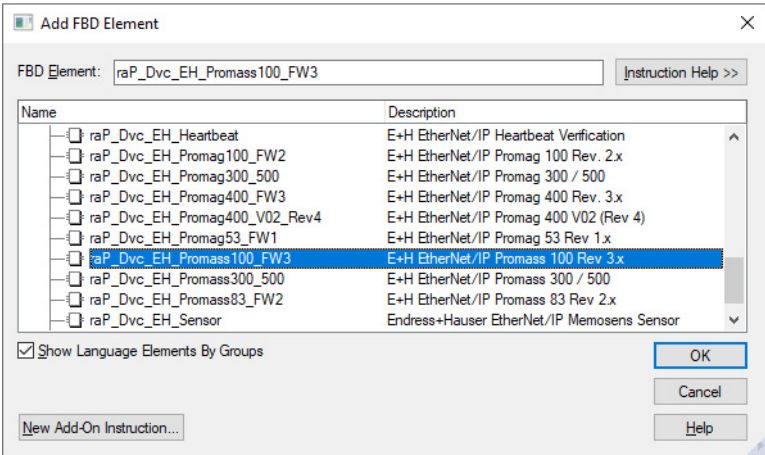 Add FBD Element
FBD Element: raP_Dvc_EH_Promass100_FW3 Instruction Help >>
Name Description
raP_Dvc_EH_Heartbeat E+H EtherNet/IP Heartbeat Verification
raP_Dvc_EH_Promag100_FW2 E+H EtherNet/IP Promag 100 Rev. 2.x
raP_Dvc_EH_Promag300_500 E+H EtherNet/IP Promag 300 / 500
raP_Dvc_EH_Promag400_FW3 E+H EtherNet/IP Promag 400 Rev. 3.x
raP_Dvc_EH_Promag400_V02_Rev4 E+H EtherNet/IP Promag 400 V02 (Rev 4)
raP_Dvc_EH_Promag53_FW1 E+H EtherNet/IP Promag 53 Rev 1.x
raP_Dvc_EH_Promass100_FW3 E+H EtherNet/IP Promass 100 Rev 3.x
raP_Dvc_EH_Promass300_500 E+H EtherNet/IP Promass 300 / 500
raP_Dvc_EH_Promass83_FW2 E+H EtherNet/IP Promass 83 Rev 2.x
raP_Dvc_EH_Sensor Endress+Hauser EtherNet/IP Memosens Sensor
Show Language Elements By Groups
OK
Cancel
New Add-On Instruction... Help